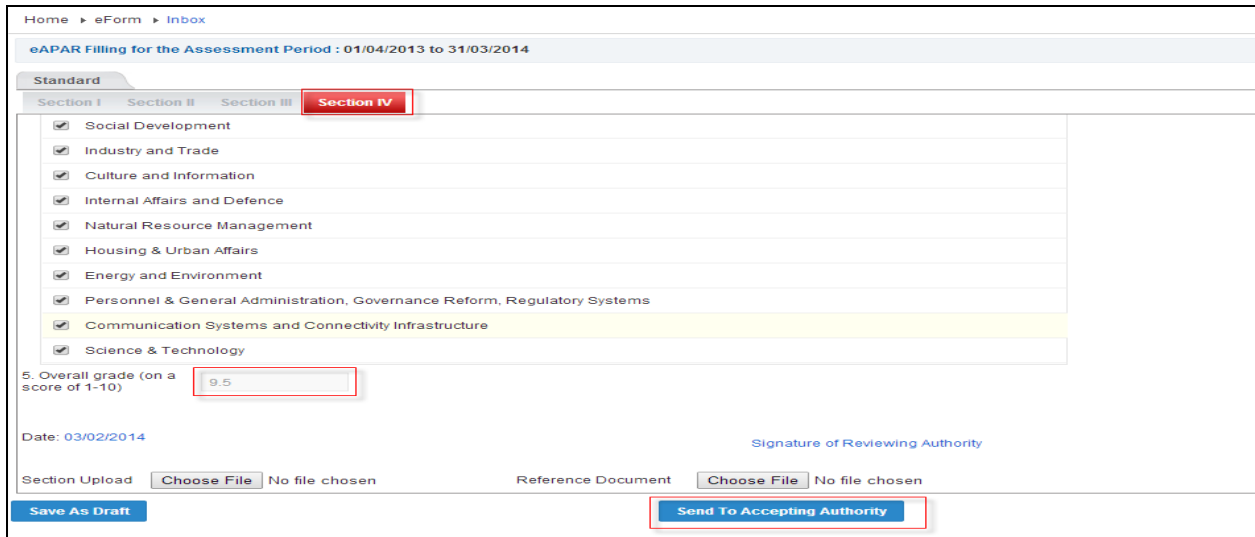 Home ▸ eForm ▸ Inbox
eAPAR Filling for the Assessment Period : 01/04/2013 to 31/03/2014
Standard
Section I Section II Section III Section IV
Social Development
Industry and Trade
Culture and Information
Internal Affairs and Defence
Natural Resource Management
Housing & Urban Affairs
Energy and Environment
Personnel & General Administration, Governance Reform, Regulatory Systems
Communication Systems and Connectivity Infrastructure
Science & Technology
5. Overall grade (on a
score of 1-10) 9.5
Date: 03/02/2014 Signature of Reviewing Authority
Section Upload Choose File No file chosen Reference Document Choose File No file chosen
Save As Draft Send To Accepting Authority